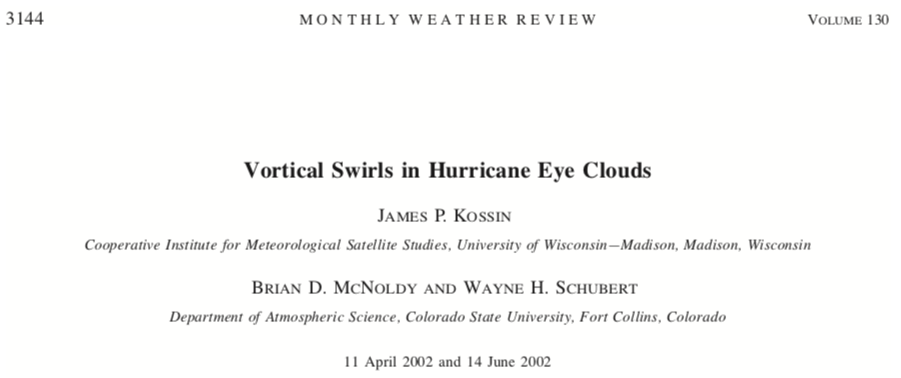 3144 MONTHLY WEATHER REVIEW VOLUME 130
Vortical Swirls in Hurricane Eye Clouds
JAMES P. KOSSIN
Cooperative Institute for Meteorological Satellite Studies, University of Wisconsin—Madison, Madison, Wisconsin
BRIAN D. MCNOLDY AND WAYNE H. SCHUBERT
Department of Atmospheric Science, Colorado State University, Fort Collins, Colorado
11 April 2002 and 14 June 2002